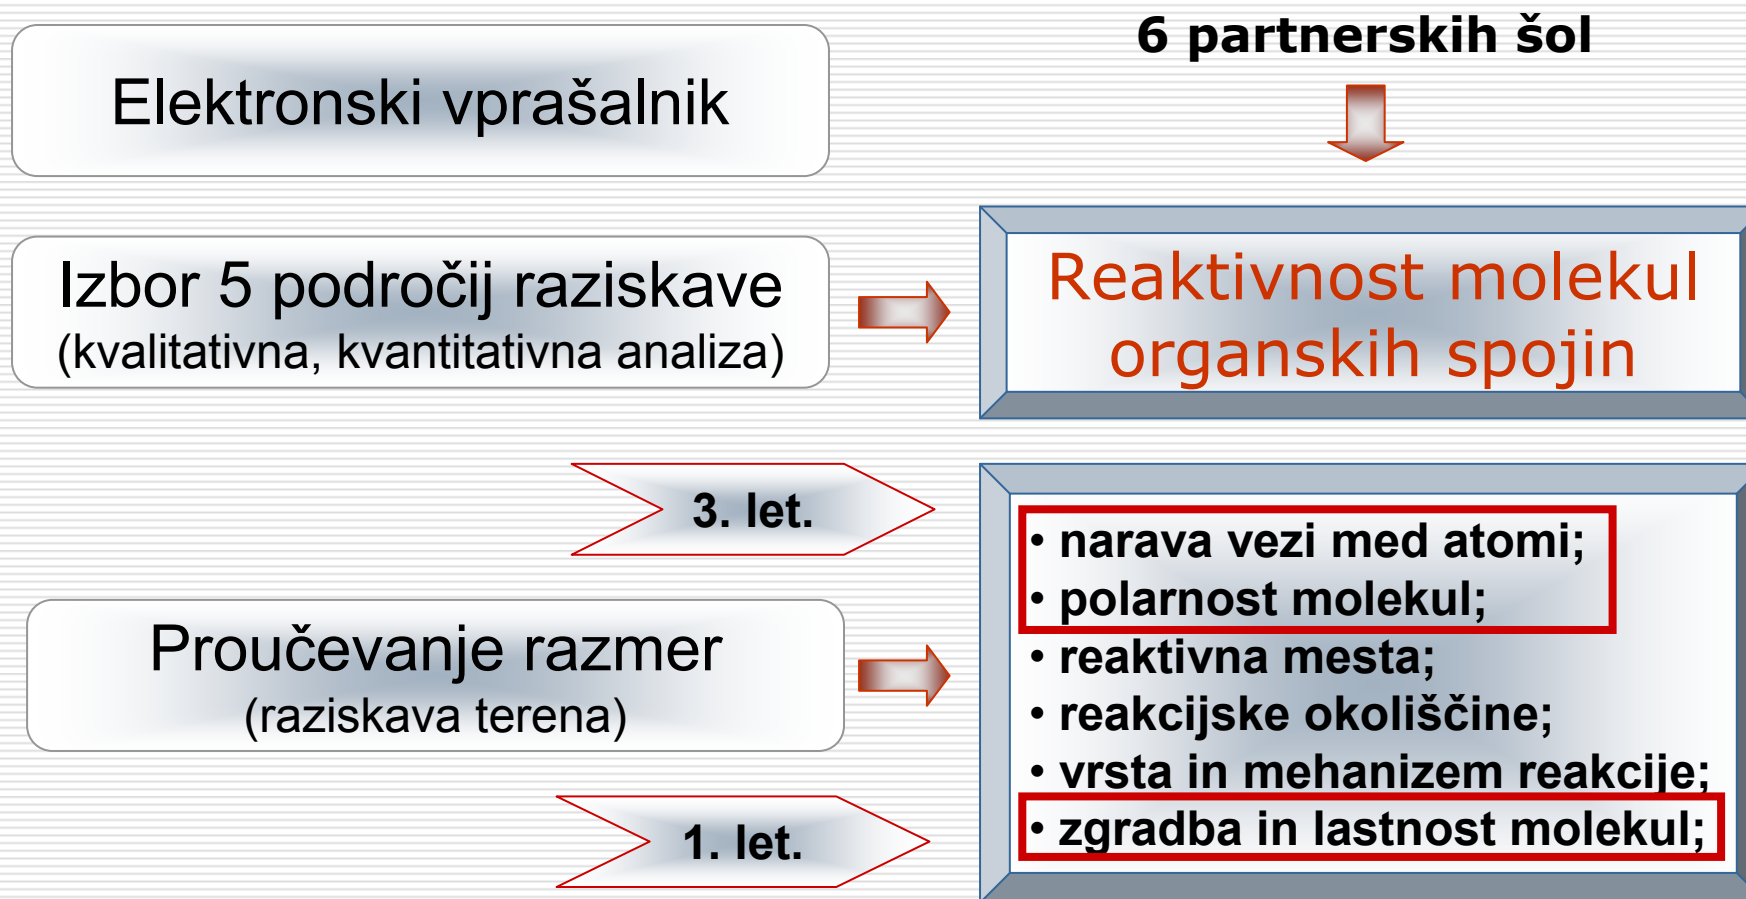 6 partnerskih šol
Elektronski vprašalnik
Izbor 5 področij raziskave
(kvalitativna, kvantitativna analiza)
Reaktivnost molekul
organskih spojin
3. let.
• narava vezi med atomi;
• polarnost molekul;
• reaktivna mesta;
• reakcijske okoliščine;
• vrsta in mehanizem reakcije;
• zgradba in lastnost molekul;
Proučevanje razmer
(raziskava terena)
1. let.